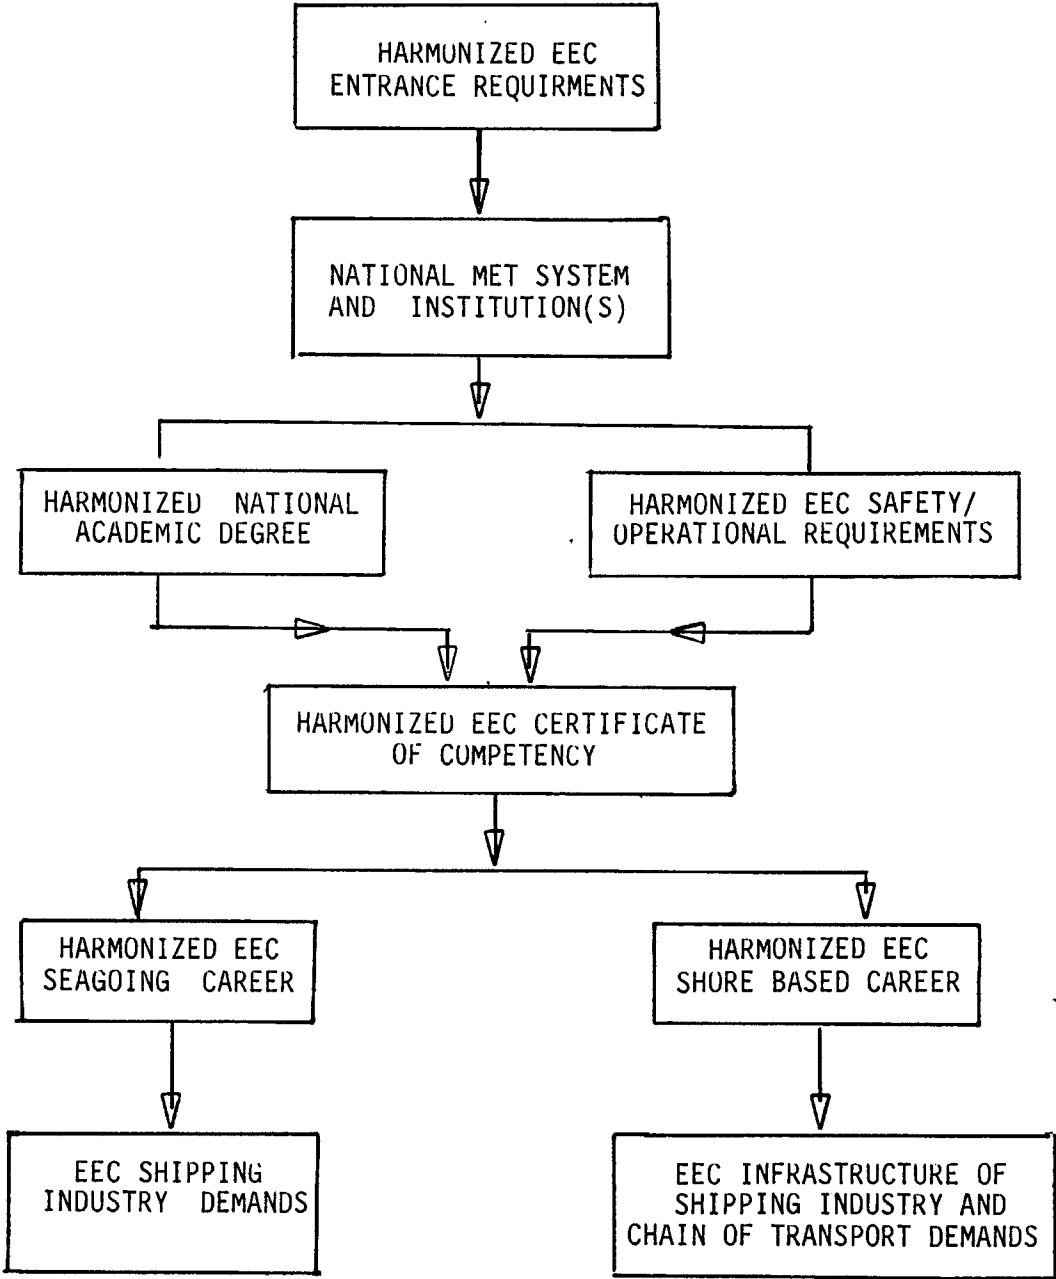 HARMONIZED EEC
ENTRANCE REQUIRMENTS
NATIONAL MET SYSTEM
AND INSTITUTION(S)
HARMONIZED NATIONAL
ACADEMIC DEGREE
HARMONIZED EEC SAFETY/
OPERATIONAL REQUIREMENTS
HARMONIZED EEC CERTIFICATE
OF COMPETENCY
HARMONIZED EEC
SEAGOING CAREER
HARMONIZED EEC
SHORE BASED CAREER
EEC SHIPPING
INDUSTRY DEMANDS
EEC INFRASTRUCTURE OF
SHIPPING INDUSTRY AND
CHAIN OF TRANSPORT DEMANDS